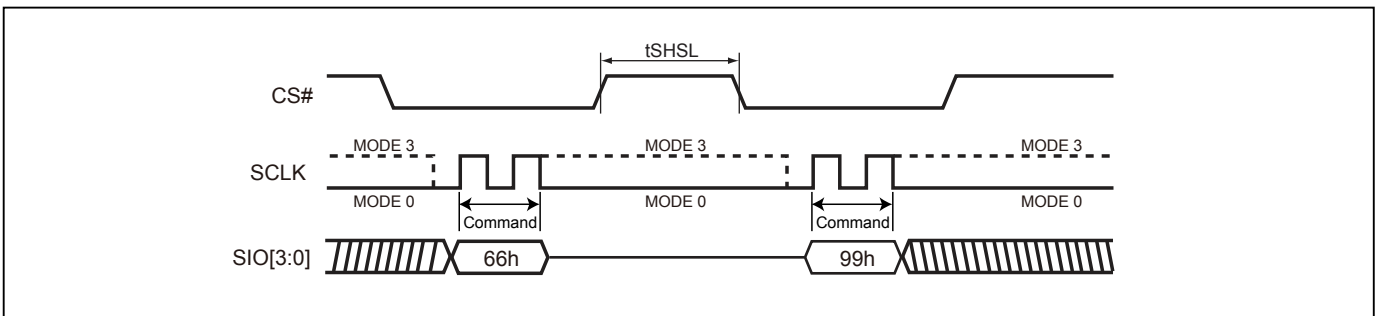 tSHSL
CS#
MODE 3 MODE 3 MODE 3
SCLK
MODE 0 MODE 0 MODE 0
Command Command
SIO[3:0] 66h 99h